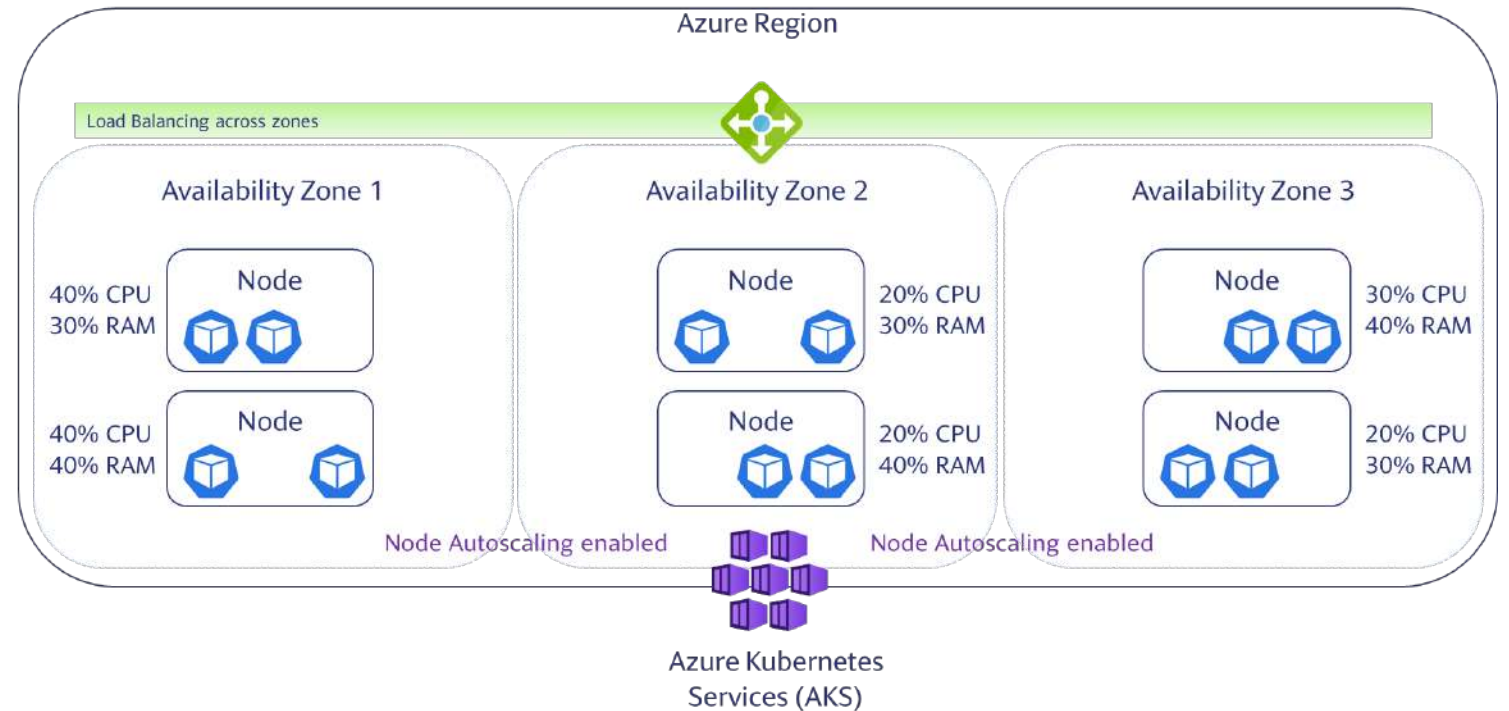 Azure Region
Load Balancing across zones
Availability Zone 1
Availability Zone 2
Availability Zone 3
40% CPU
30% RAM
Node
Node
20% CPU
30% RAM
Node
30% CPU
40% RAM
40% CPU
40% RAM
Node
Node
20% CPU
40% RAM
Node
20% CPU
30% RAM
Node Autoscaling enabled
Node Autoscaling enabled
Azure Kubernetes
Services (AKS)